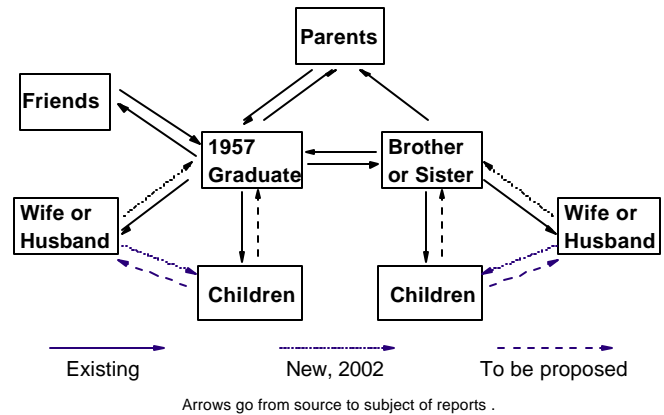 Parents
Friends
1957
Graduate
Brother
or Sister
Wife or
Husband
Wife or
Husband
Children
Children
Existing
New, 2002
To be proposed
Arrows go from source to subject of reports .